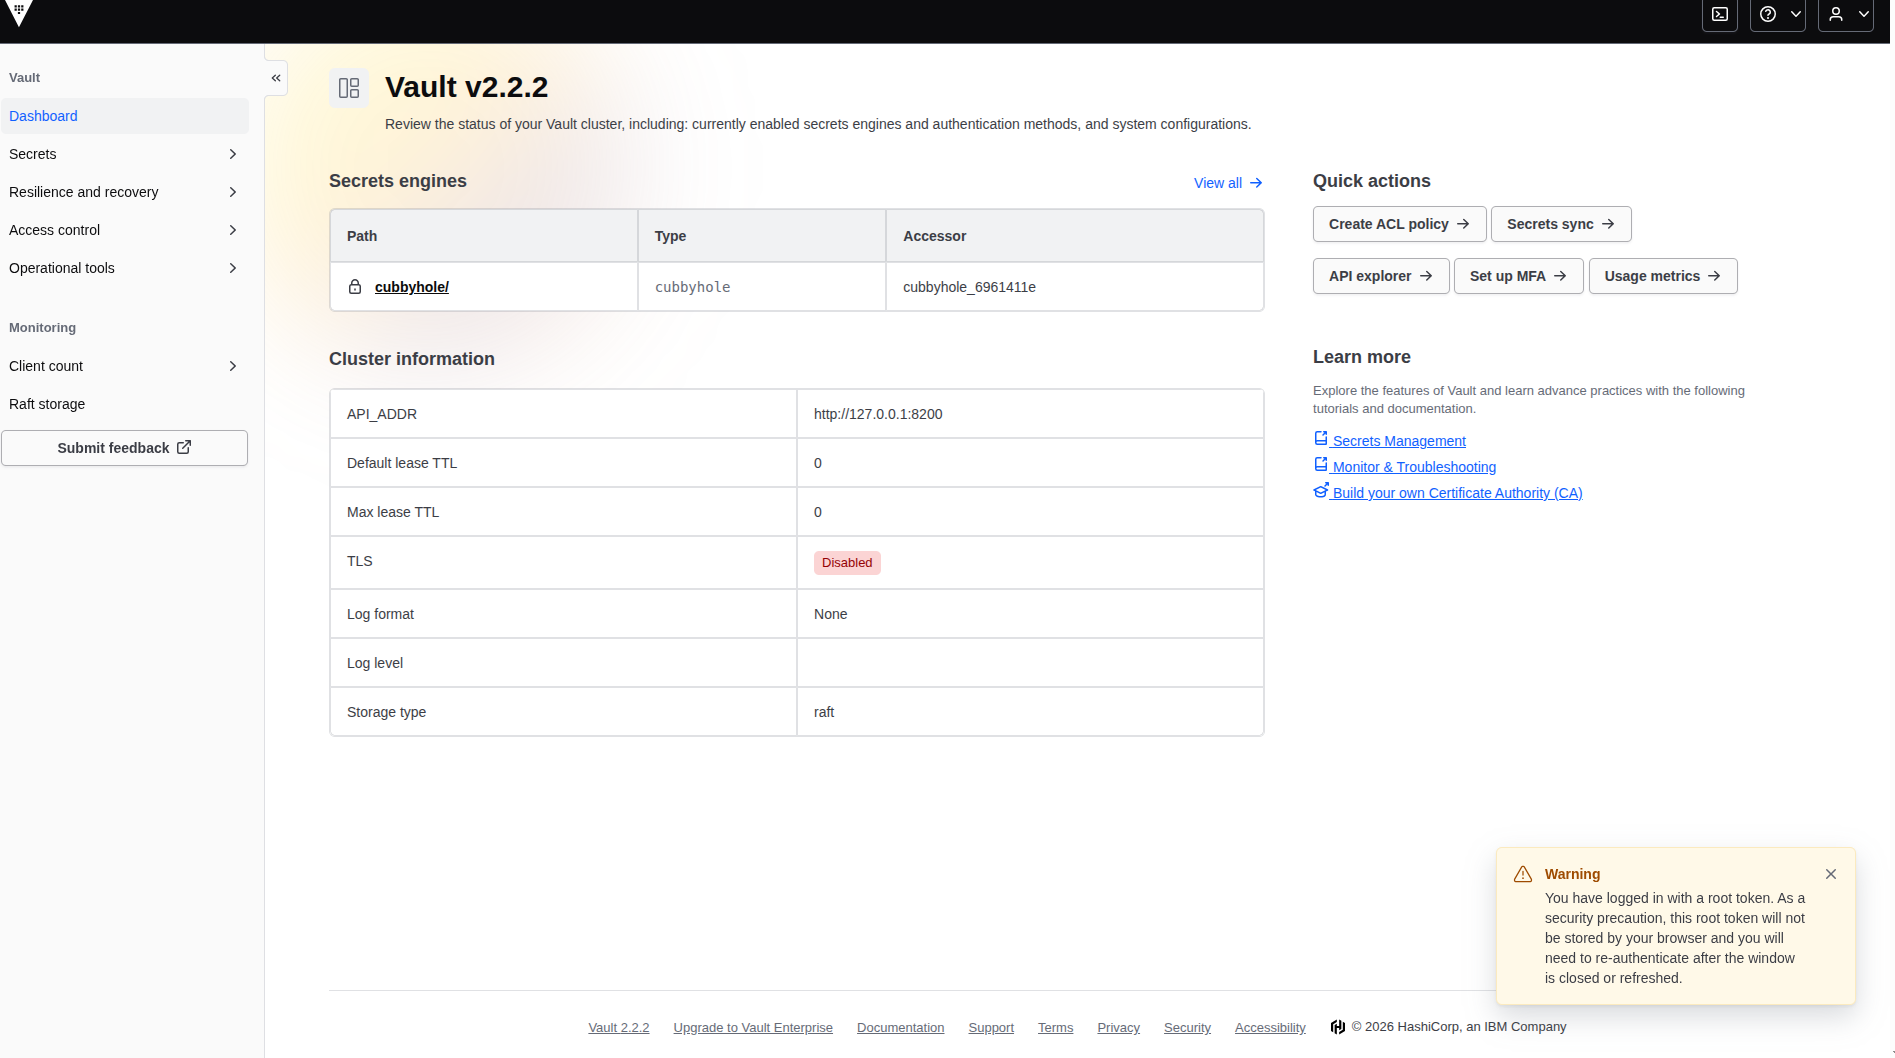 Vault
Dashboard
Secrets
Resilience and recovery
Access control
Operational tools
Monitoring
Client count
Raft storage
Submit feedback
Vault v2.2.2
Review the status of your Vault cluster, including: currently enabled secrets engines and authentication methods, and system configurations.
Secrets engines
View all
Path Type Accessor
cubbyhole/ cubbyhole cubbyhole_6961411e
Cluster information
API_ADDR http://127.0.0.1:8200
Default lease TTL 0
Max lease TTL 0
TLS Disabled
Log format None
Log level
Storage type raft
Quick actions
Create ACL policy Secrets sync
API explorer Set up MFA Usage metrics
Learn more
Explore the features of Vault and learn advance practices with the following
tutorials and documentation.
Secrets Management
Monitor & Troubleshooting
Build your own Certificate Authority (CA)
Warning
You have logged in with a root token. As a
security precaution, this root token will not
be stored by your browser and you will
need to re-authenticate after the window
is closed or refreshed.
Vault 2.2.2 Upgrade to Vault Enterprise Documentation Support Terms Privacy Security Accessibility © 2026 HashiCorp, an IBM Company